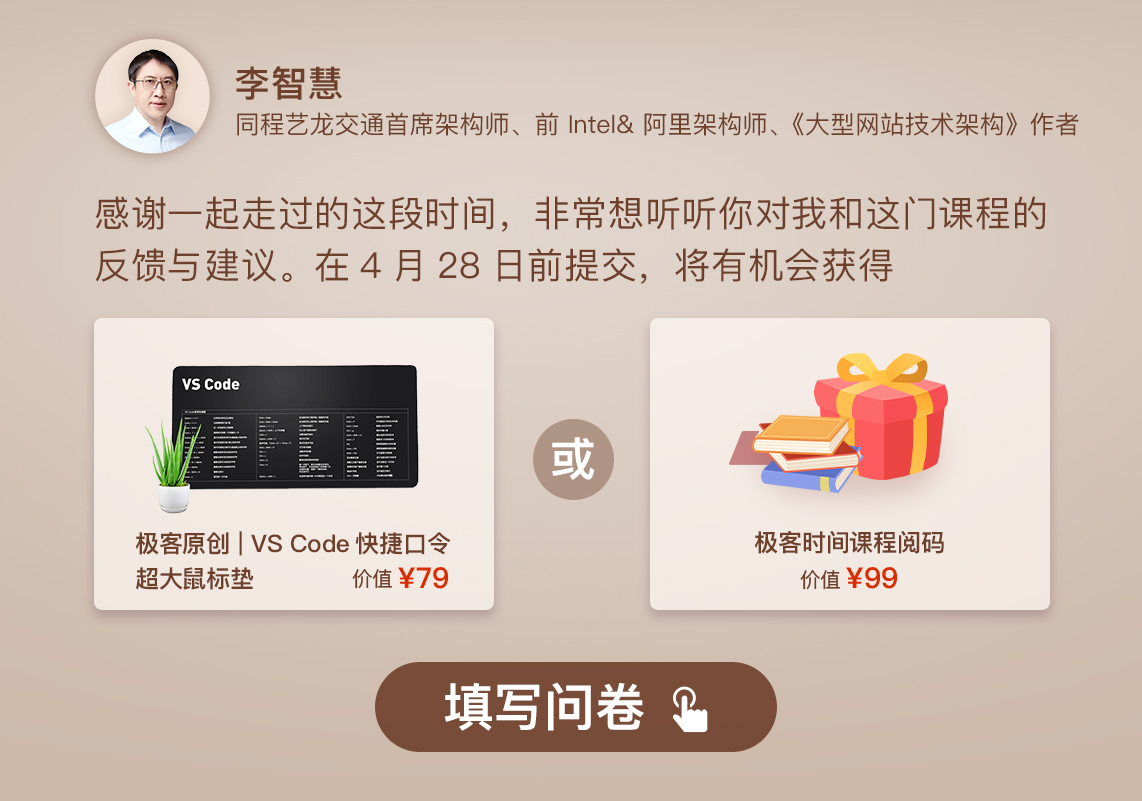 李智慧
同程艺龙交通首席架构师、前 Intel& 阿里架构师、《大型网站技术架构》作者
感谢一起走过的这段时间，非常想听听你对我和这门课程的
反馈与建议。在 4 月 28 日前提交，将有机会获得
VS Code
极客原创 | VS Code 快捷口令
超大鼠标垫 价值 ¥79
或
极客时间课程阅码
价值 ¥99
填写问卷